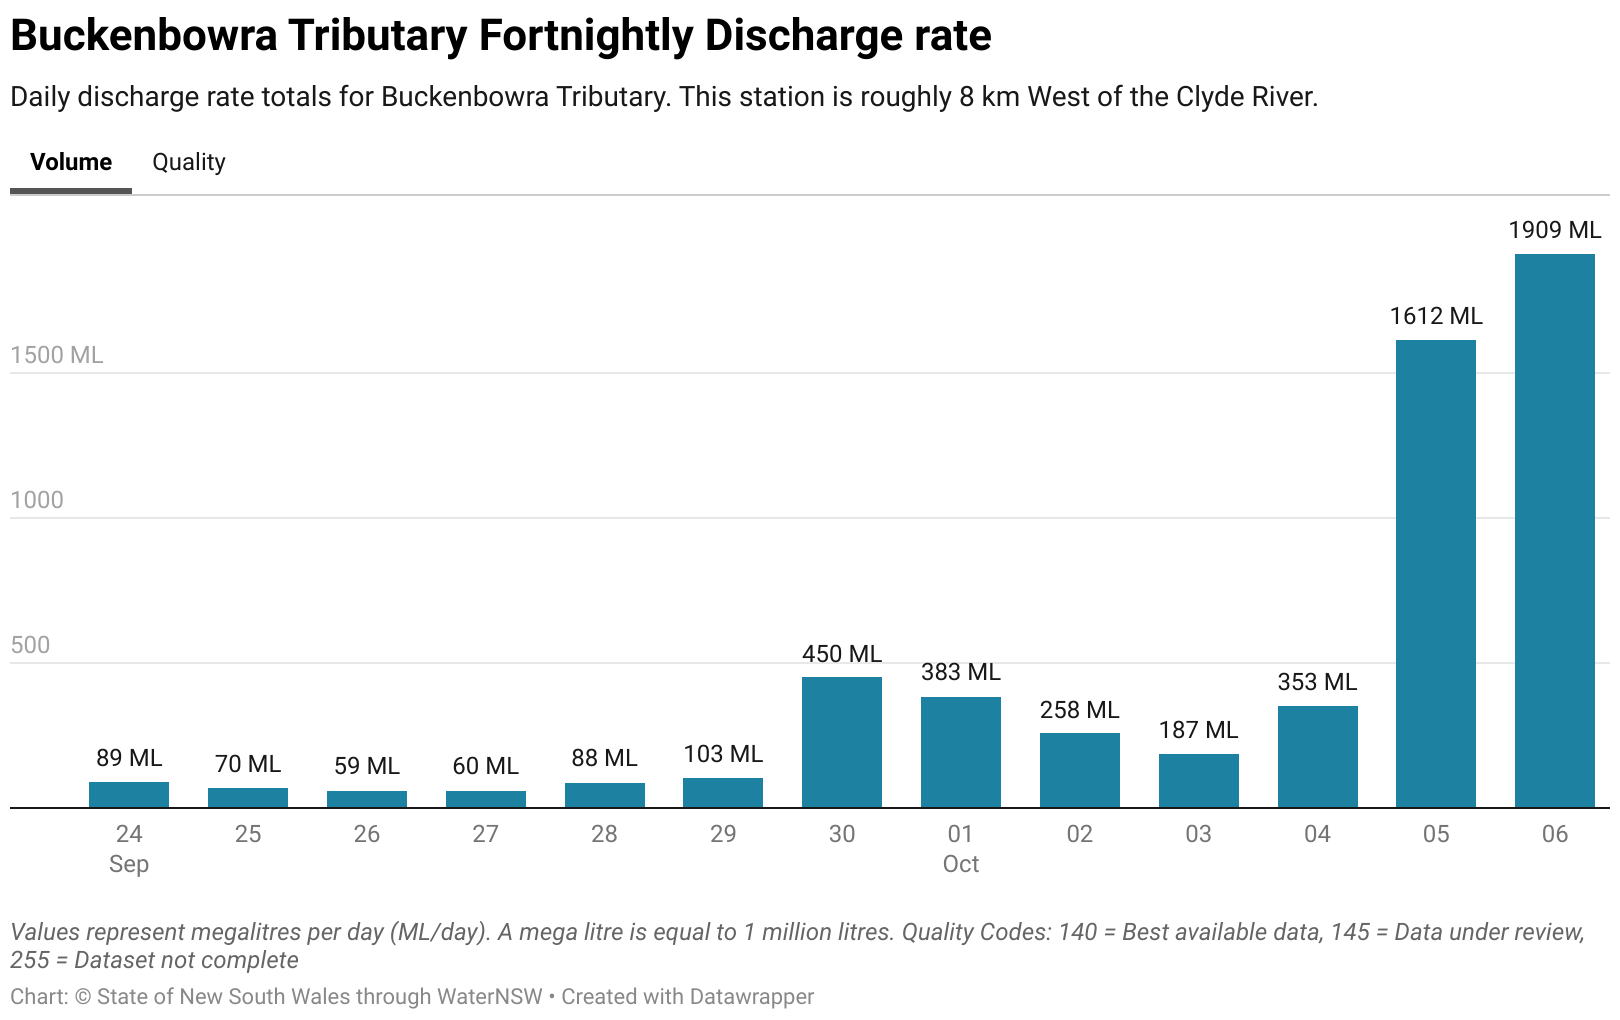 Buckenbowra Tributary Fortnightly Discharge rate
Daily discharge rate totals for Buckenbowra Tributary. This station is roughly 8 km West of the Clyde River.
Volume Quality
1909 ML
1612 ML
1500 ML
1000
500
450 ML
383 ML
353 ML
258 ML
187 ML
89 ML
70 ML
59 ML
60 ML
88 ML
103 ML
24 25 26 27 28 29 30 01 02 03 04 05 06
Sep Oct
Values represent megalitres per day (ML/day). A mega litre is equal to 1 million litres. Quality Codes: 140 = Best available data, 145 = Data under review,
255 = Dataset not complete
Chart: © State of New South Wales through WaterNSW • Created with Datawrapper